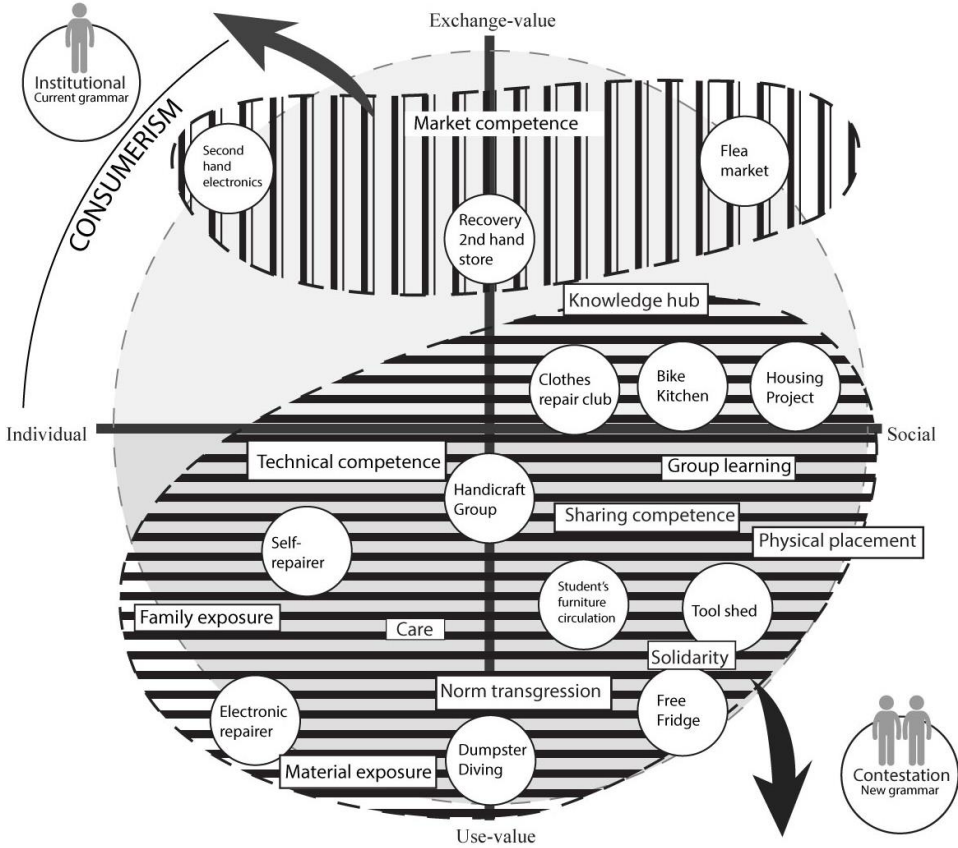 Exchange-value
Institutional
Current grammar
CONSUMERISM
Market competence
Second
hand
electronics
Flea
market
Recovery
2nd hand
store
Knowledge hub
Clothes
repair club
Bike
Kitchen
Housing
Project
Individual
Social
Technical competence
Group learning
Handicraft
Group
Sharing competence
Physical placement
Self-
repairer
Student's
furniture
circulation
Tool shed
Family exposure
Care
Solidarity
Norm transgression
Electronic
repairer
Free
Fridge
Dumpster
Diving
Material exposure
Contestation
New grammar
Use-value